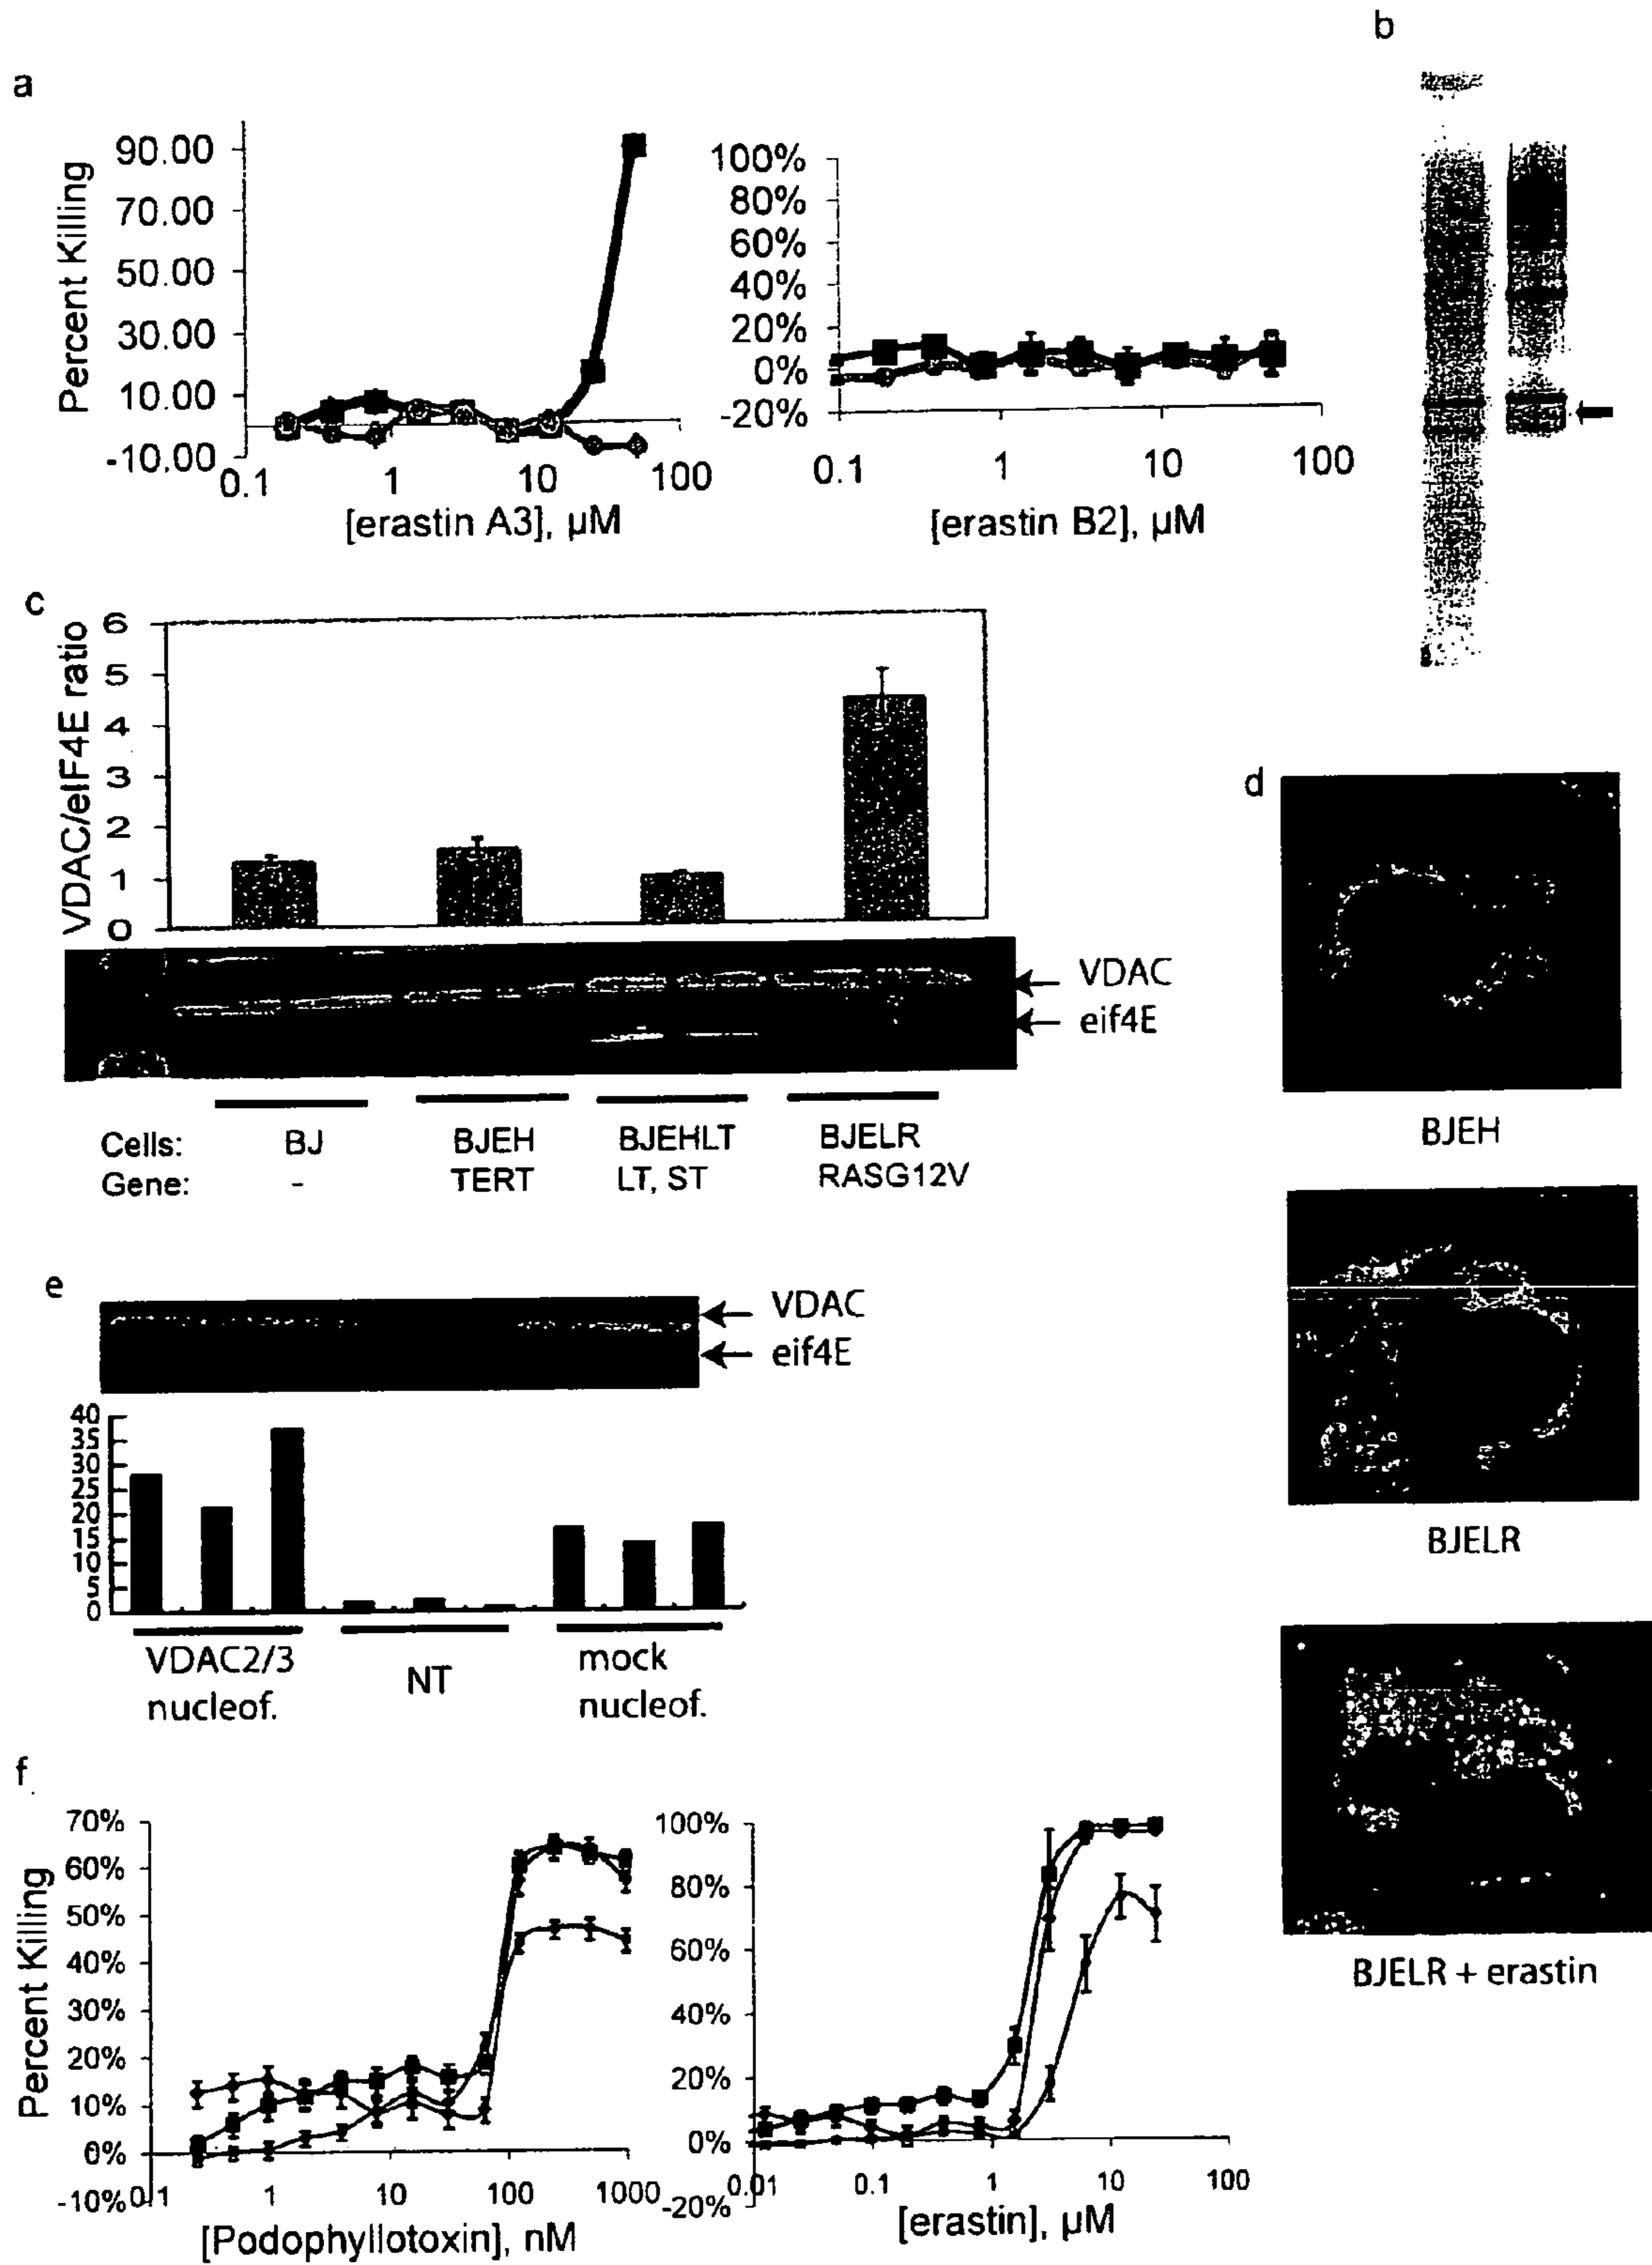 a
Percent Killing
90.00
70.00
50.00
30.00
10.00
-10.00
0.1 1 10 100
[erastin A3], µM
100%
80%
60%
40%
20%
0%
-20%
0.1 1 10 100
[erastin B2], µM
b
c
VDAC/eIF4E ratio
6
5
4
3
2
1
0
VDAC
eif4E
Cells: BJ BJEH BJEHLT BJELR
Gene: - TERT LT, ST RASG12V
d
BJEH
BJELR
BJELR + erastin
e
VDAC
eif4E
40
35
30
25
20
15
10
5
0
VDAC2/3
nucleof.
NT
mock
nucleof.
f
Percent Killing
70%
60%
50%
40%
30%
20%
10%
0%
-10%
0.1 1 10 100 1000
[Podophyllotoxin], nM
100%
80%
60%
40%
20%
0%
-20%
0.01 0.1 1 10 100
[erastin], µM